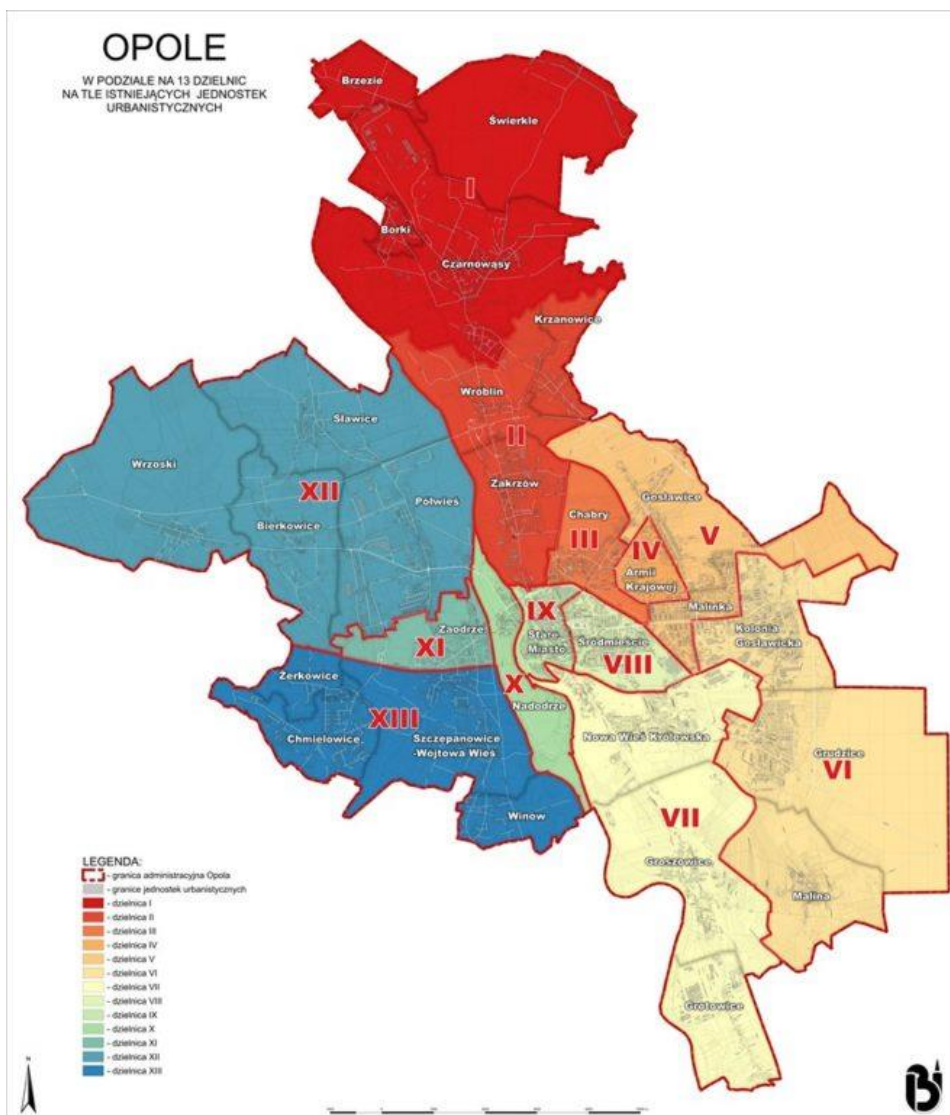 OPOLE
W PODZIALE NA 13 DZIELNIC
NA TLE ISTNIEJĄCYCH JEDNOSTEK
URBANISTYCZNYCH
Brzezie
Świerkle
I
Borki
Czarnowąsy
Krzanowice
Wróblin
Sławice
II
Wrzoski
Zakrzów
Gosławice
XII
Półwieś
Chabry
Bierkowice
III
IV
V
Armii
Krajowej
Malinka
IX
Zaodrze
Stare
Miasto
Śródmieście
Kolonia
Gosławicka
XI
VIII
Żerkowice
X
XIII
Nadodrze
Chmielowice
Szczepanowice
-Wójtowa Wieś
Nowa Wieś Królewska
Grudzice
VI
Winów
VII
Groszowice
Malina
Grotowice
LEGENDA:
- granica administracyjna Opola
- granice jednostek urbanistycznych
- dzielnica I
- dzielnica II
- dzielnica III
- dzielnica IV
- dzielnica V
- dzielnica VI
- dzielnica VII
- dzielnica VIII
- dzielnica IX
- dzielnica X
- dzielnica XI
- dzielnica XII
- dzielnica XIII
N